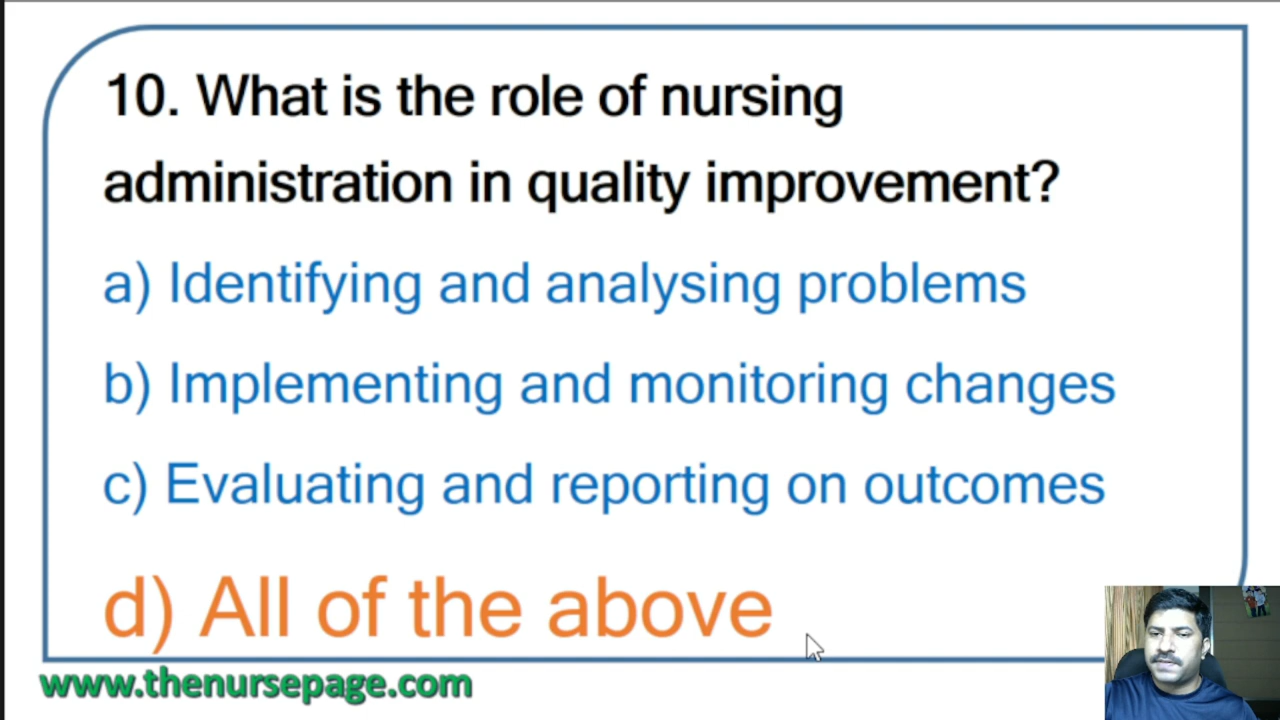 10. What is the role of nursing
administration in quality improvement?
a) Identifying and analysing problems
b) Implementing and monitoring changes
c) Evaluating and reporting on outcomes
d) All of the above
www.thenursepage.com